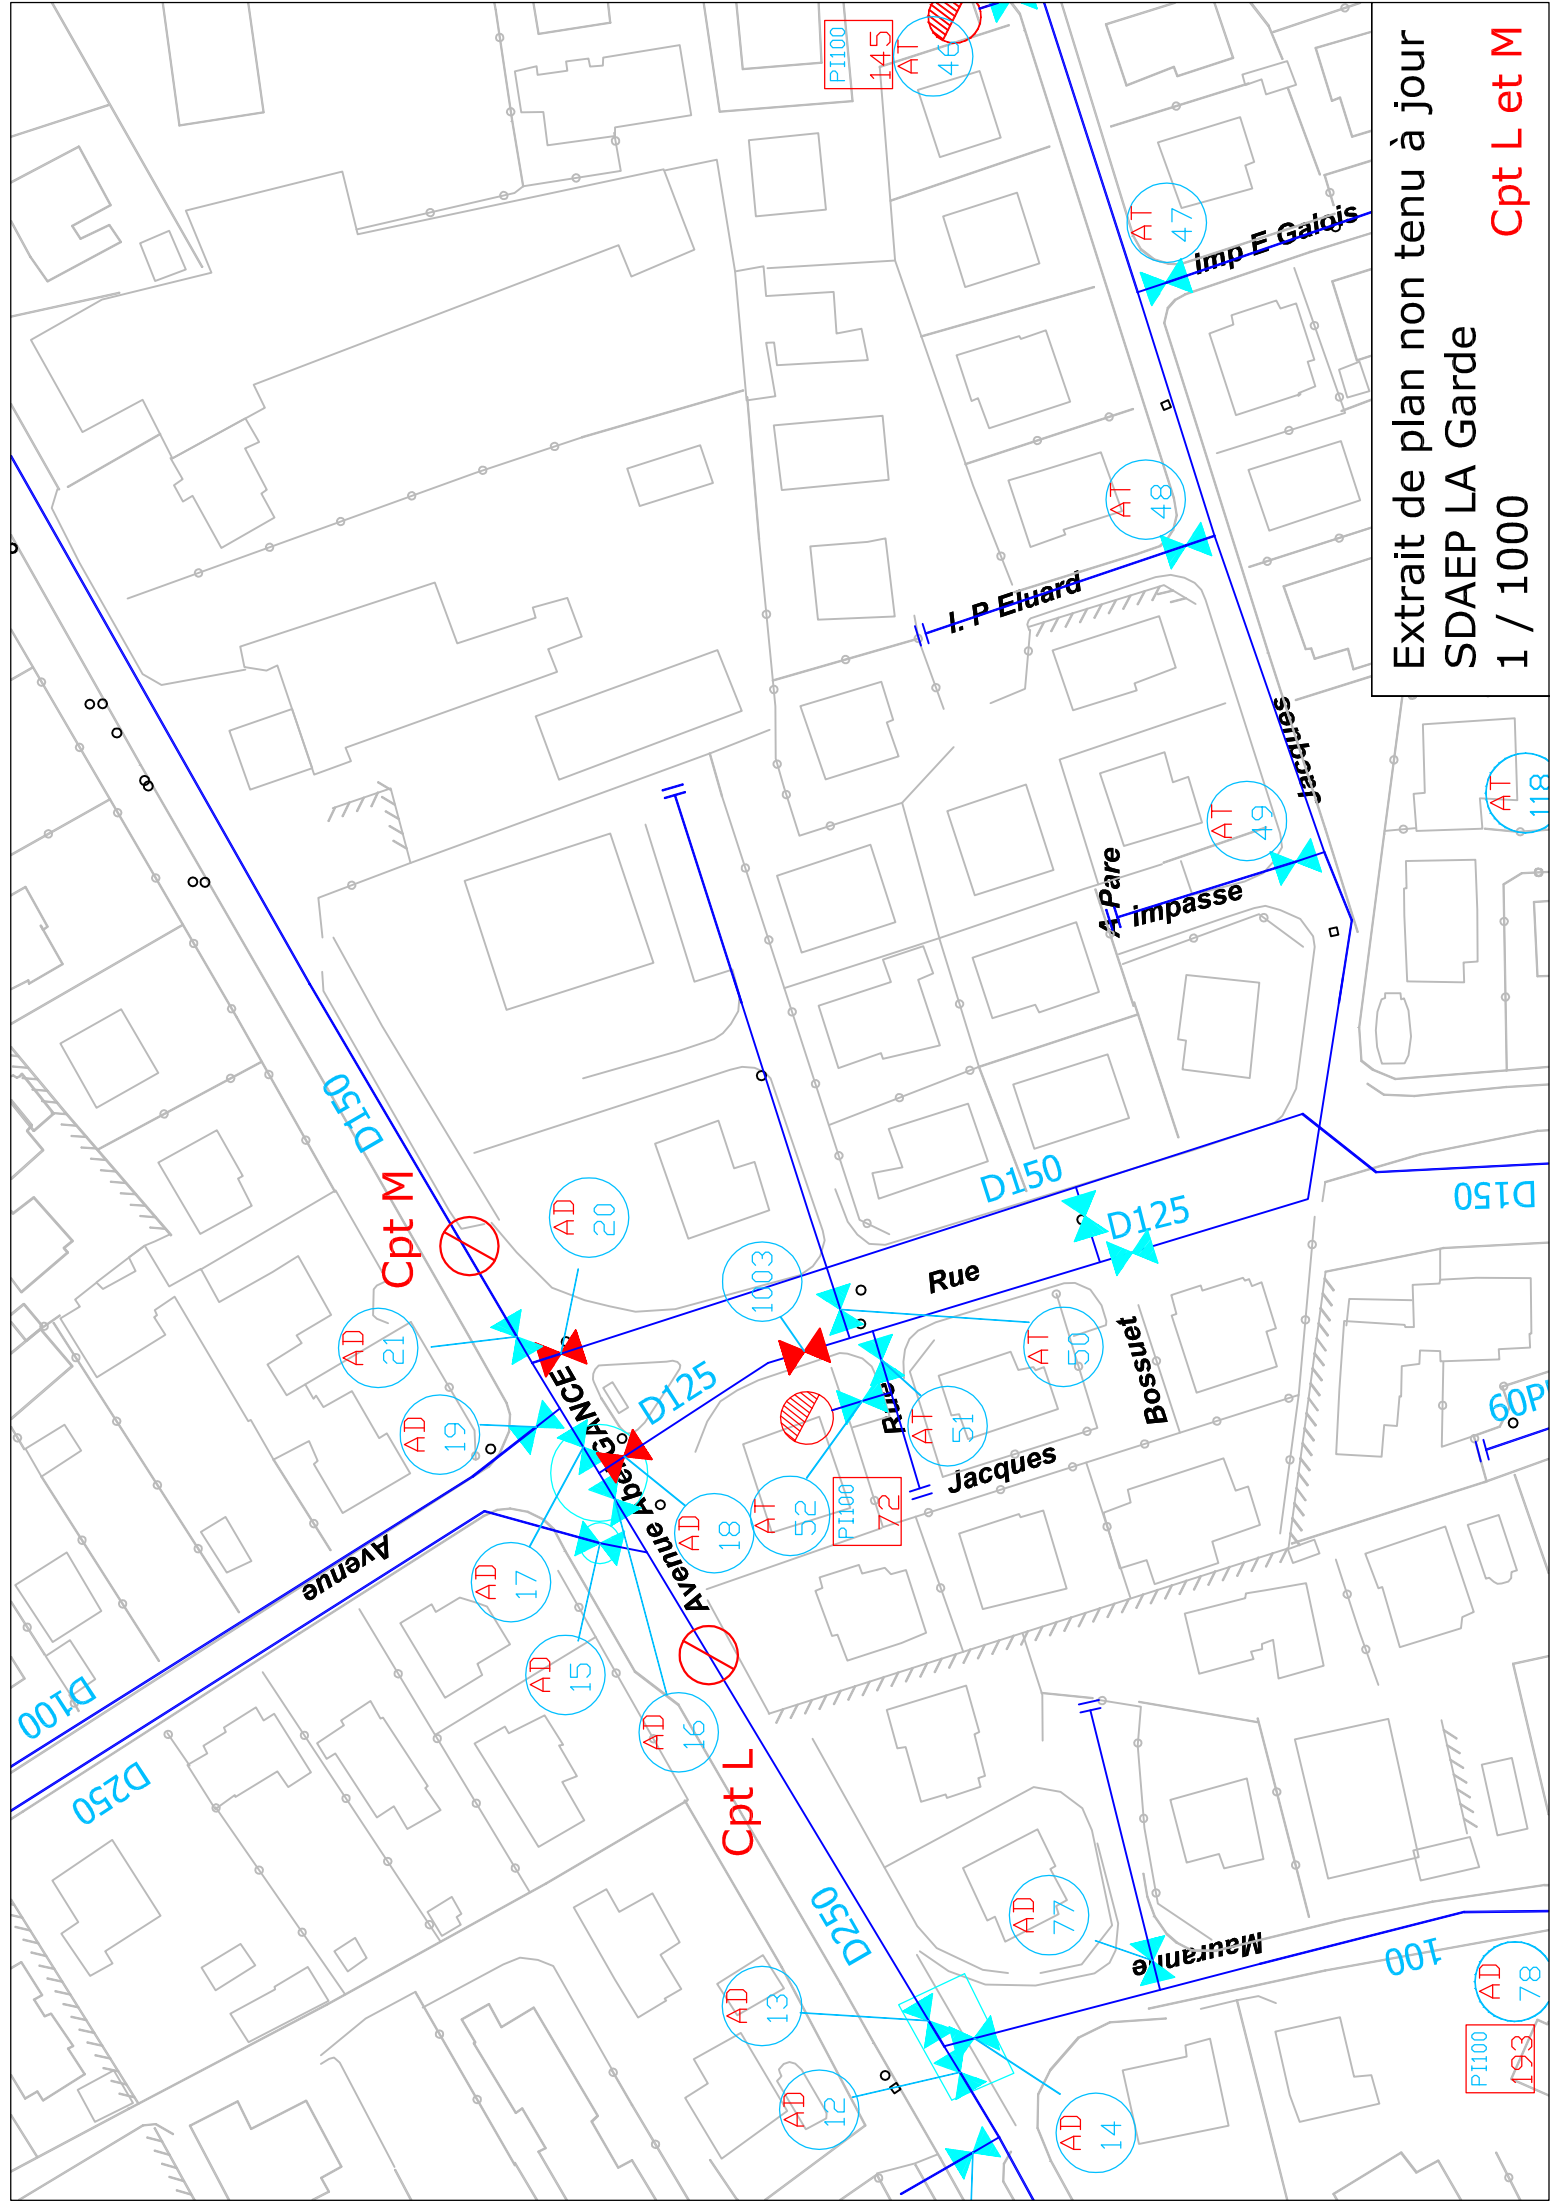 Extrait de plan non tenu à jour
SDAEP LA Garde
1 / 1000
Cpt L et M
PI100
145
AT
46
AT
47
imp E Galois
AT
48
I. P Eluard
Jacques
AT
49
A Pare
impasse
AT
118
D150
Cpt M
AD
20
AD
21
AD
19
1003
D150
D125
D150
Rue
AT
50
Bossuet
D125
Rue
AT
51
Jacques
AT
52
PI100
72
AD
18
AD
17
AD
15
AD
16
Avenue Abel GANCE
Avenue
D100
D250
Cpt L
D250
AD
77
Mauranne
100
AD
13
AD
12
AD
14
AD
78
PI100
193